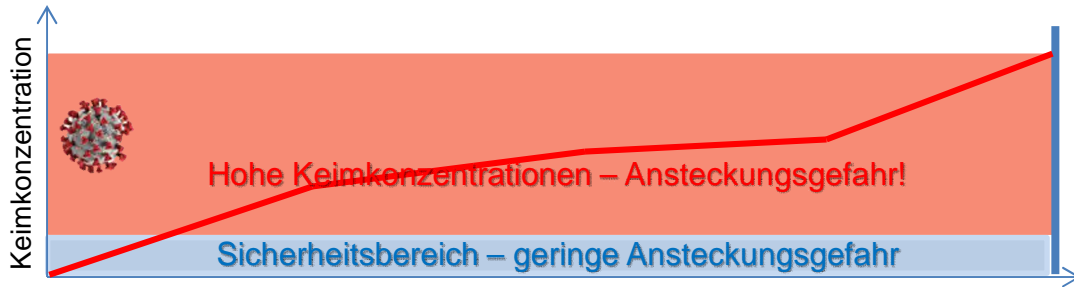 Keimkonzentration
Hohe Keimkonzentrationen – Ansteckungsgefahr!
Sicherheitsbereich – geringe Ansteckungsgefahr